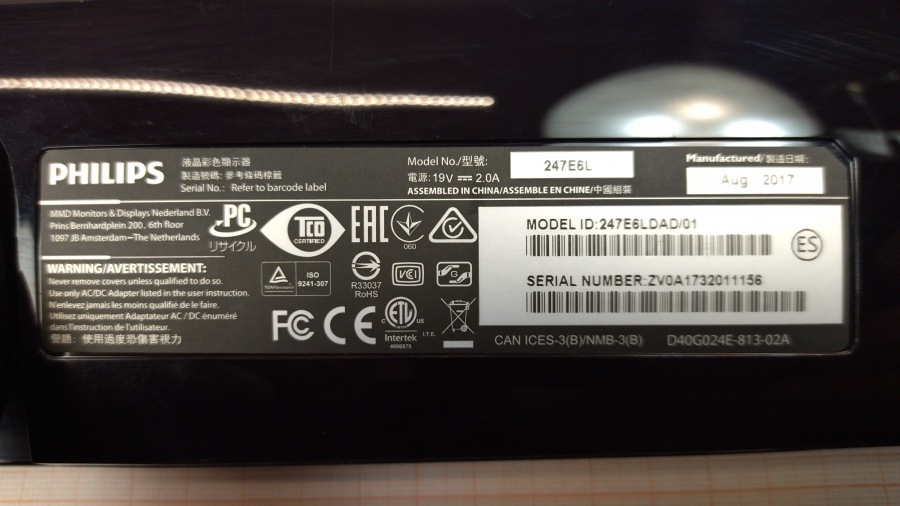 PHILIPS
液晶彩色顯示器
製造號碼: 參考條碼標籤
Serial No.: Refer to barcode label
Model No./型號: 247E6L
電源: 19V ⎓ 2.0A
ASSEMBLED IN CHINA/ASSEMBLE EN CHINE/中國組裝
Manufactured/製造日期:
Aug 2017
MMD Monitors & Displays Nederland B.V.
Prins Bernhardplein 200, 6th floor
1097 JB Amsterdam–The Netherlands
PC
リサイクル
TCO
CERTIFIED
EAC
060
MODEL ID:247E6LDAD/01
ES
SERIAL NUMBER:ZV0A1732011156
WARNING/AVERTISSEMENT:
Never remove covers unless qualified to do so.
Use only AC/DC Adapter listed in the user instruction.
N'enlevez jamais les moins qualifié de le faire.
Utilisez uniquement Adaptateur AC / DC énuméré
dans l'instruction de l'utilisateur.
警語: 使用過度恐傷害視力
ISO
9241-307
R33037
RoHS
VCI
FC CE
c ETL us
Intertek
4006875
I.T.E.
CAN ICES-3(B)/NMB-3(B)
D40G024E-813-02A